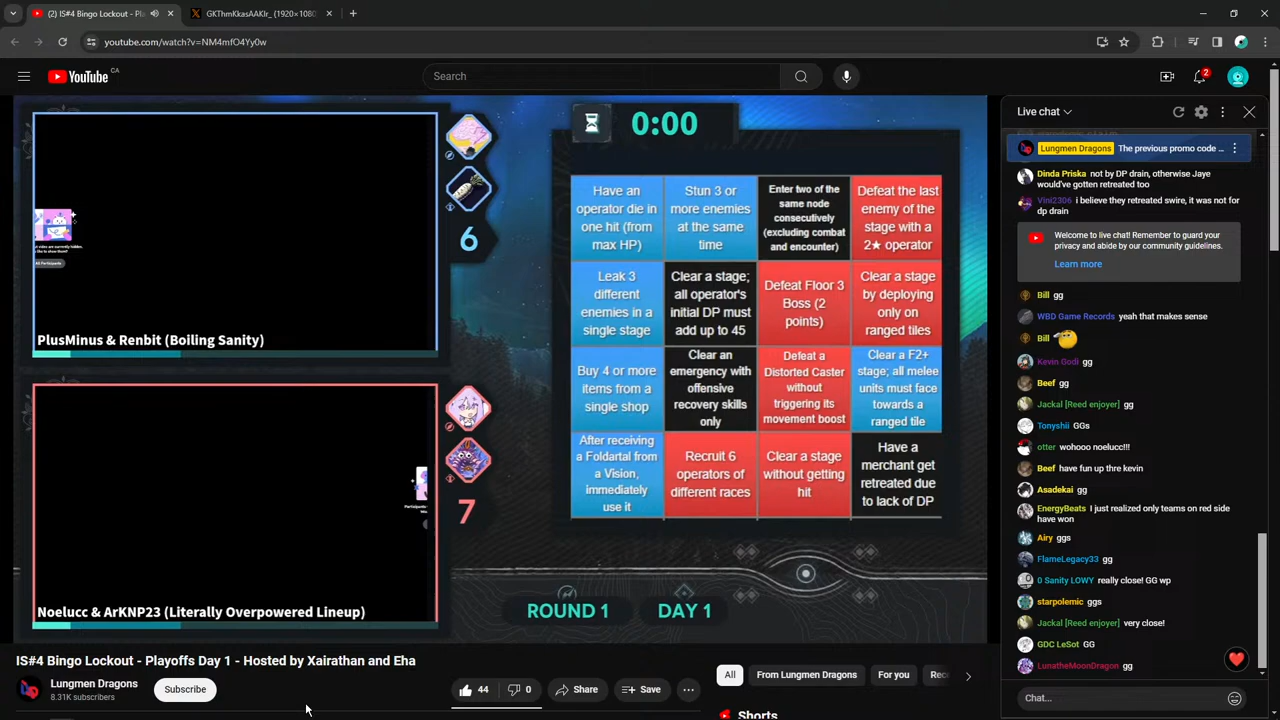 (2) IS#4 Bingo Lockout - Pla
GKThmKkasAAKIr_ (1920×1080
youtube.com/watch?v=NM4mfO4Yy0w
YouTube CA
Search
2
0:00
6
PlusMinus & Renbit (Boiling Sanity)
7
Noelucc & ArKNP23 (Literally Overpowered Lineup)
Have an
operator die in
one hit (from
max HP)
Stun 3 or
more enemies
at the same
time
Enter two of the
same node
consecutively
(excluding combat
and encounter)
Defeat the last
enemy of the
stage with a
2★ operator
Leak 3
different
enemies in a
single stage
Clear a stage;
all operator's
initial DP must
add up to 45
Defeat Floor 3
Boss (2
points)
Clear a stage
by deploying
only on
ranged tiles
Buy 4 or more
items from a
single shop
Clear an
emergency with
offensive
recovery skills
only
Defeat a
Distorted Caster
without
triggering its
movement boost
Clear a F2+
stage; all melee
units must face
towards a
ranged tile
After receiving
a Foldartal from
a Vision,
immediately
use it
Recruit 6
operators of
different races
Clear a stage
without getting
hit
Have a
merchant get
retreated due
to lack of DP
ROUND 1
DAY 1
IS#4 Bingo Lockout - Playoffs Day 1 - Hosted by Xairathan and Eha
Lungmen Dragons
8.31K subscribers
Subscribe
44
0
Share
Save
All
From Lungmen Dragons
For you
Rec
Shorts
Live chat
Lungmen Dragons The previous promo code ...
Dinda Priska not by DP drain, otherwise Jaye
would've gotten retreated too
Vini2306 i believe they retreated swire, it was not for
dp drain
Welcome to live chat! Remember to guard your
privacy and abide by our community guidelines.
Learn more
Bill gg
WBD Game Records yeah that makes sense
Bill
Kevin Godi gg
Beef gg
Jackal [Reed enjoyer] gg
Tonyshii GGs
otter wohooo noelucc!!!
Beef have fun up thre kevin
Asadekai gg
EnergyBeats I just realized only teams on red side
have won
Airy ggs
FlameLegacy33 gg
0 Sanity LOWY really close! GG wp
starpolemic ggs
Jackal [Reed enjoyer] very close!
GDC LeSot GG
LunatheMoonDragon gg
Chat...